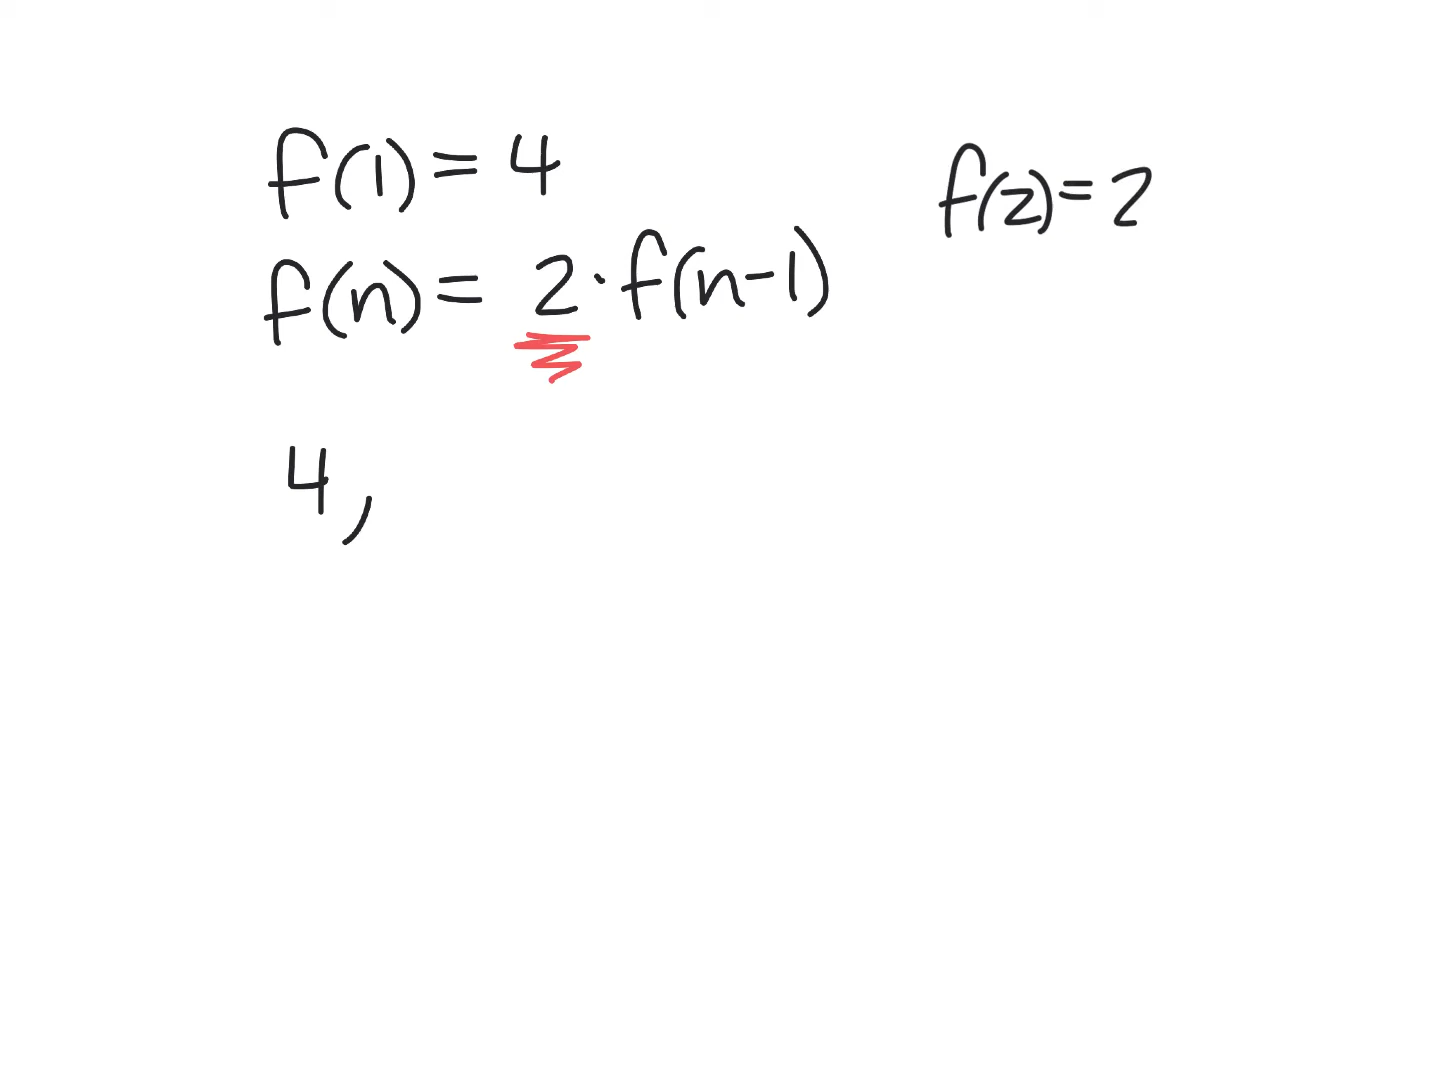 f(1) = 4
f(n) = 2 · f(n-1)
f(2) = 2
4,